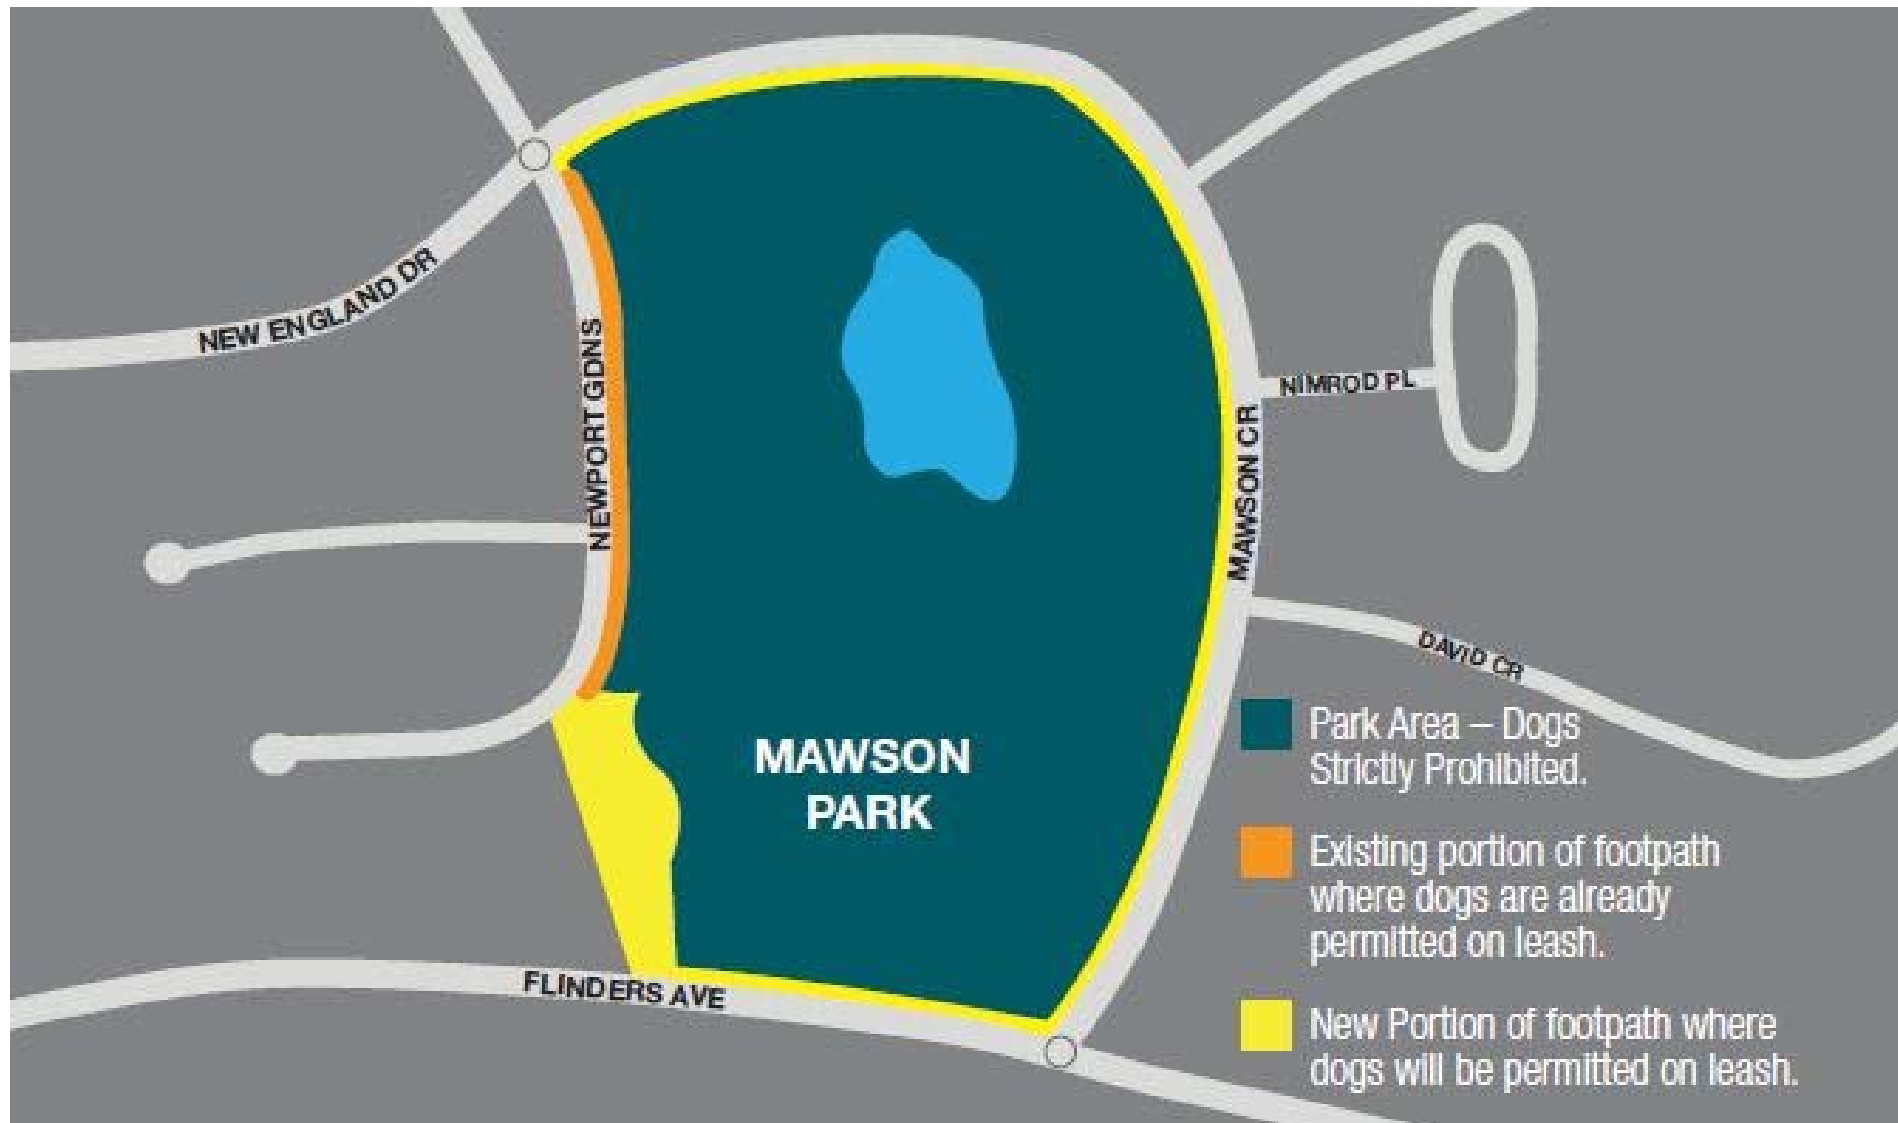 NEW ENGLAND DR
NEWPORT GDNS
NIMROD PL
MAWSON CR
DAVID CR
MAWSON
PARK
FLINDERS AVE
Park Area – Dogs
Strictly Prohibited.
Existing portion of footpath
where dogs are already
permitted on leash.
New Portion of footpath where
dogs will be permitted on leash.